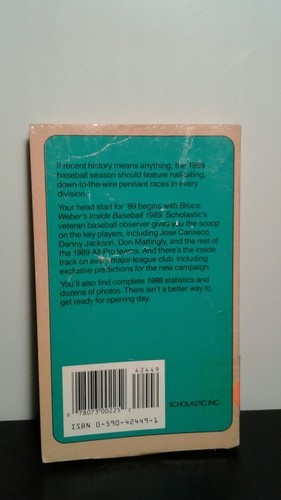 If recent history means anything, the 1989
baseball season should feature nail-biting,
down-to-the-wire pennant races in every
division.
Your head start for '89 begins with Bruce
Weber's Inside Baseball 1989. Scholastic's
veteran baseball observer gives you the scoop
on the key players, including Jose Canseco,
Danny Jackson, Don Mattingly, and the rest of
the 1989 All-Pro teams. And there's the inside
track on every major-league club, including
exclusive predictions for the new campaign.
You'll also find complete 1988 statistics and
dozens of photos. There isn't a better way to
get ready for opening day.
42449
0 78073 00225 2
ISBN 0-590-42449-1
SCHOLASTIC INC.